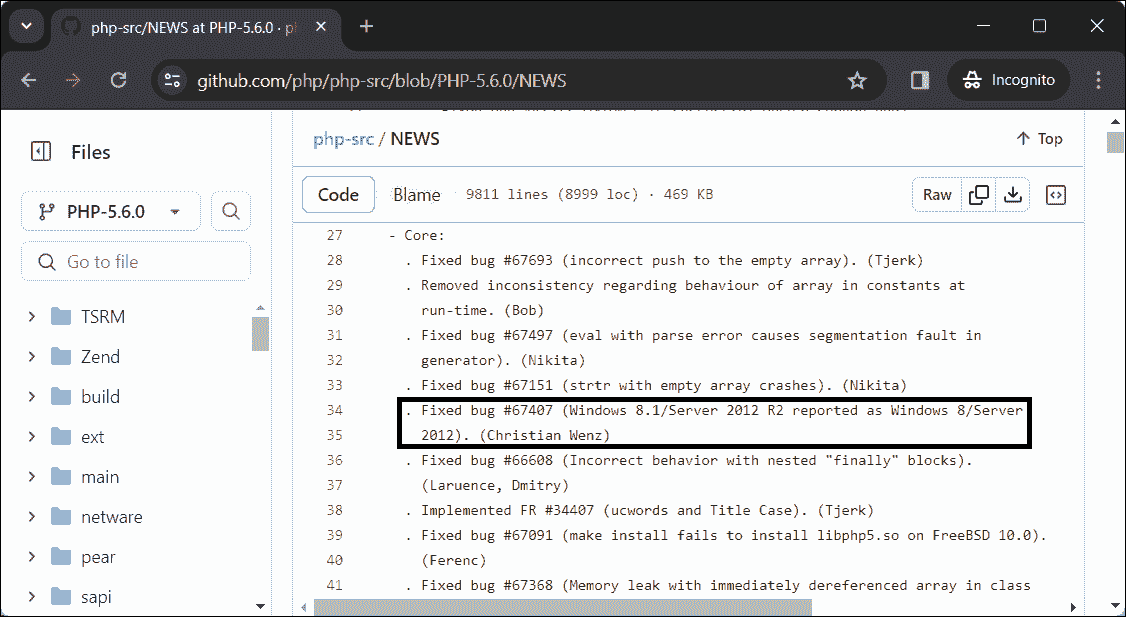 php-src/NEWS at PHP-5.6.0 · ph
github.com/php/php-src/blob/PHP-5.6.0/NEWS
Incognito
Files
PHP-5.6.0
Go to file
TSRM
Zend
build
ext
main
netware
pear
sapi
php-src / NEWS
Top
Code Blame 9811 lines (8999 loc) · 469 KB
Raw
27 - Core:
28 . Fixed bug #67693 (incorrect push to the empty array). (Tjerk)
29 . Removed inconsistency regarding behaviour of array in constants at
30 run-time. (Bob)
31 . Fixed bug #67497 (eval with parse error causes segmentation fault in
32 generator). (Nikita)
33 . Fixed bug #67151 (strtr with empty array crashes). (Nikita)
34 . Fixed bug #67407 (Windows 8.1/Server 2012 R2 reported as Windows 8/Server
35 2012). (Christian Wenz)
36 . Fixed bug #66608 (Incorrect behavior with nested "finally" blocks).
37 (Laruence, Dmitry)
38 . Implemented FR #34407 (ucwords and Title Case). (Tjerk)
39 . Fixed bug #67091 (make install fails to install libphp5.so on FreeBSD 10.0).
40 (Ferenc)
41 . Fixed bug #67368 (Memory leak with immediately dereferenced array in class